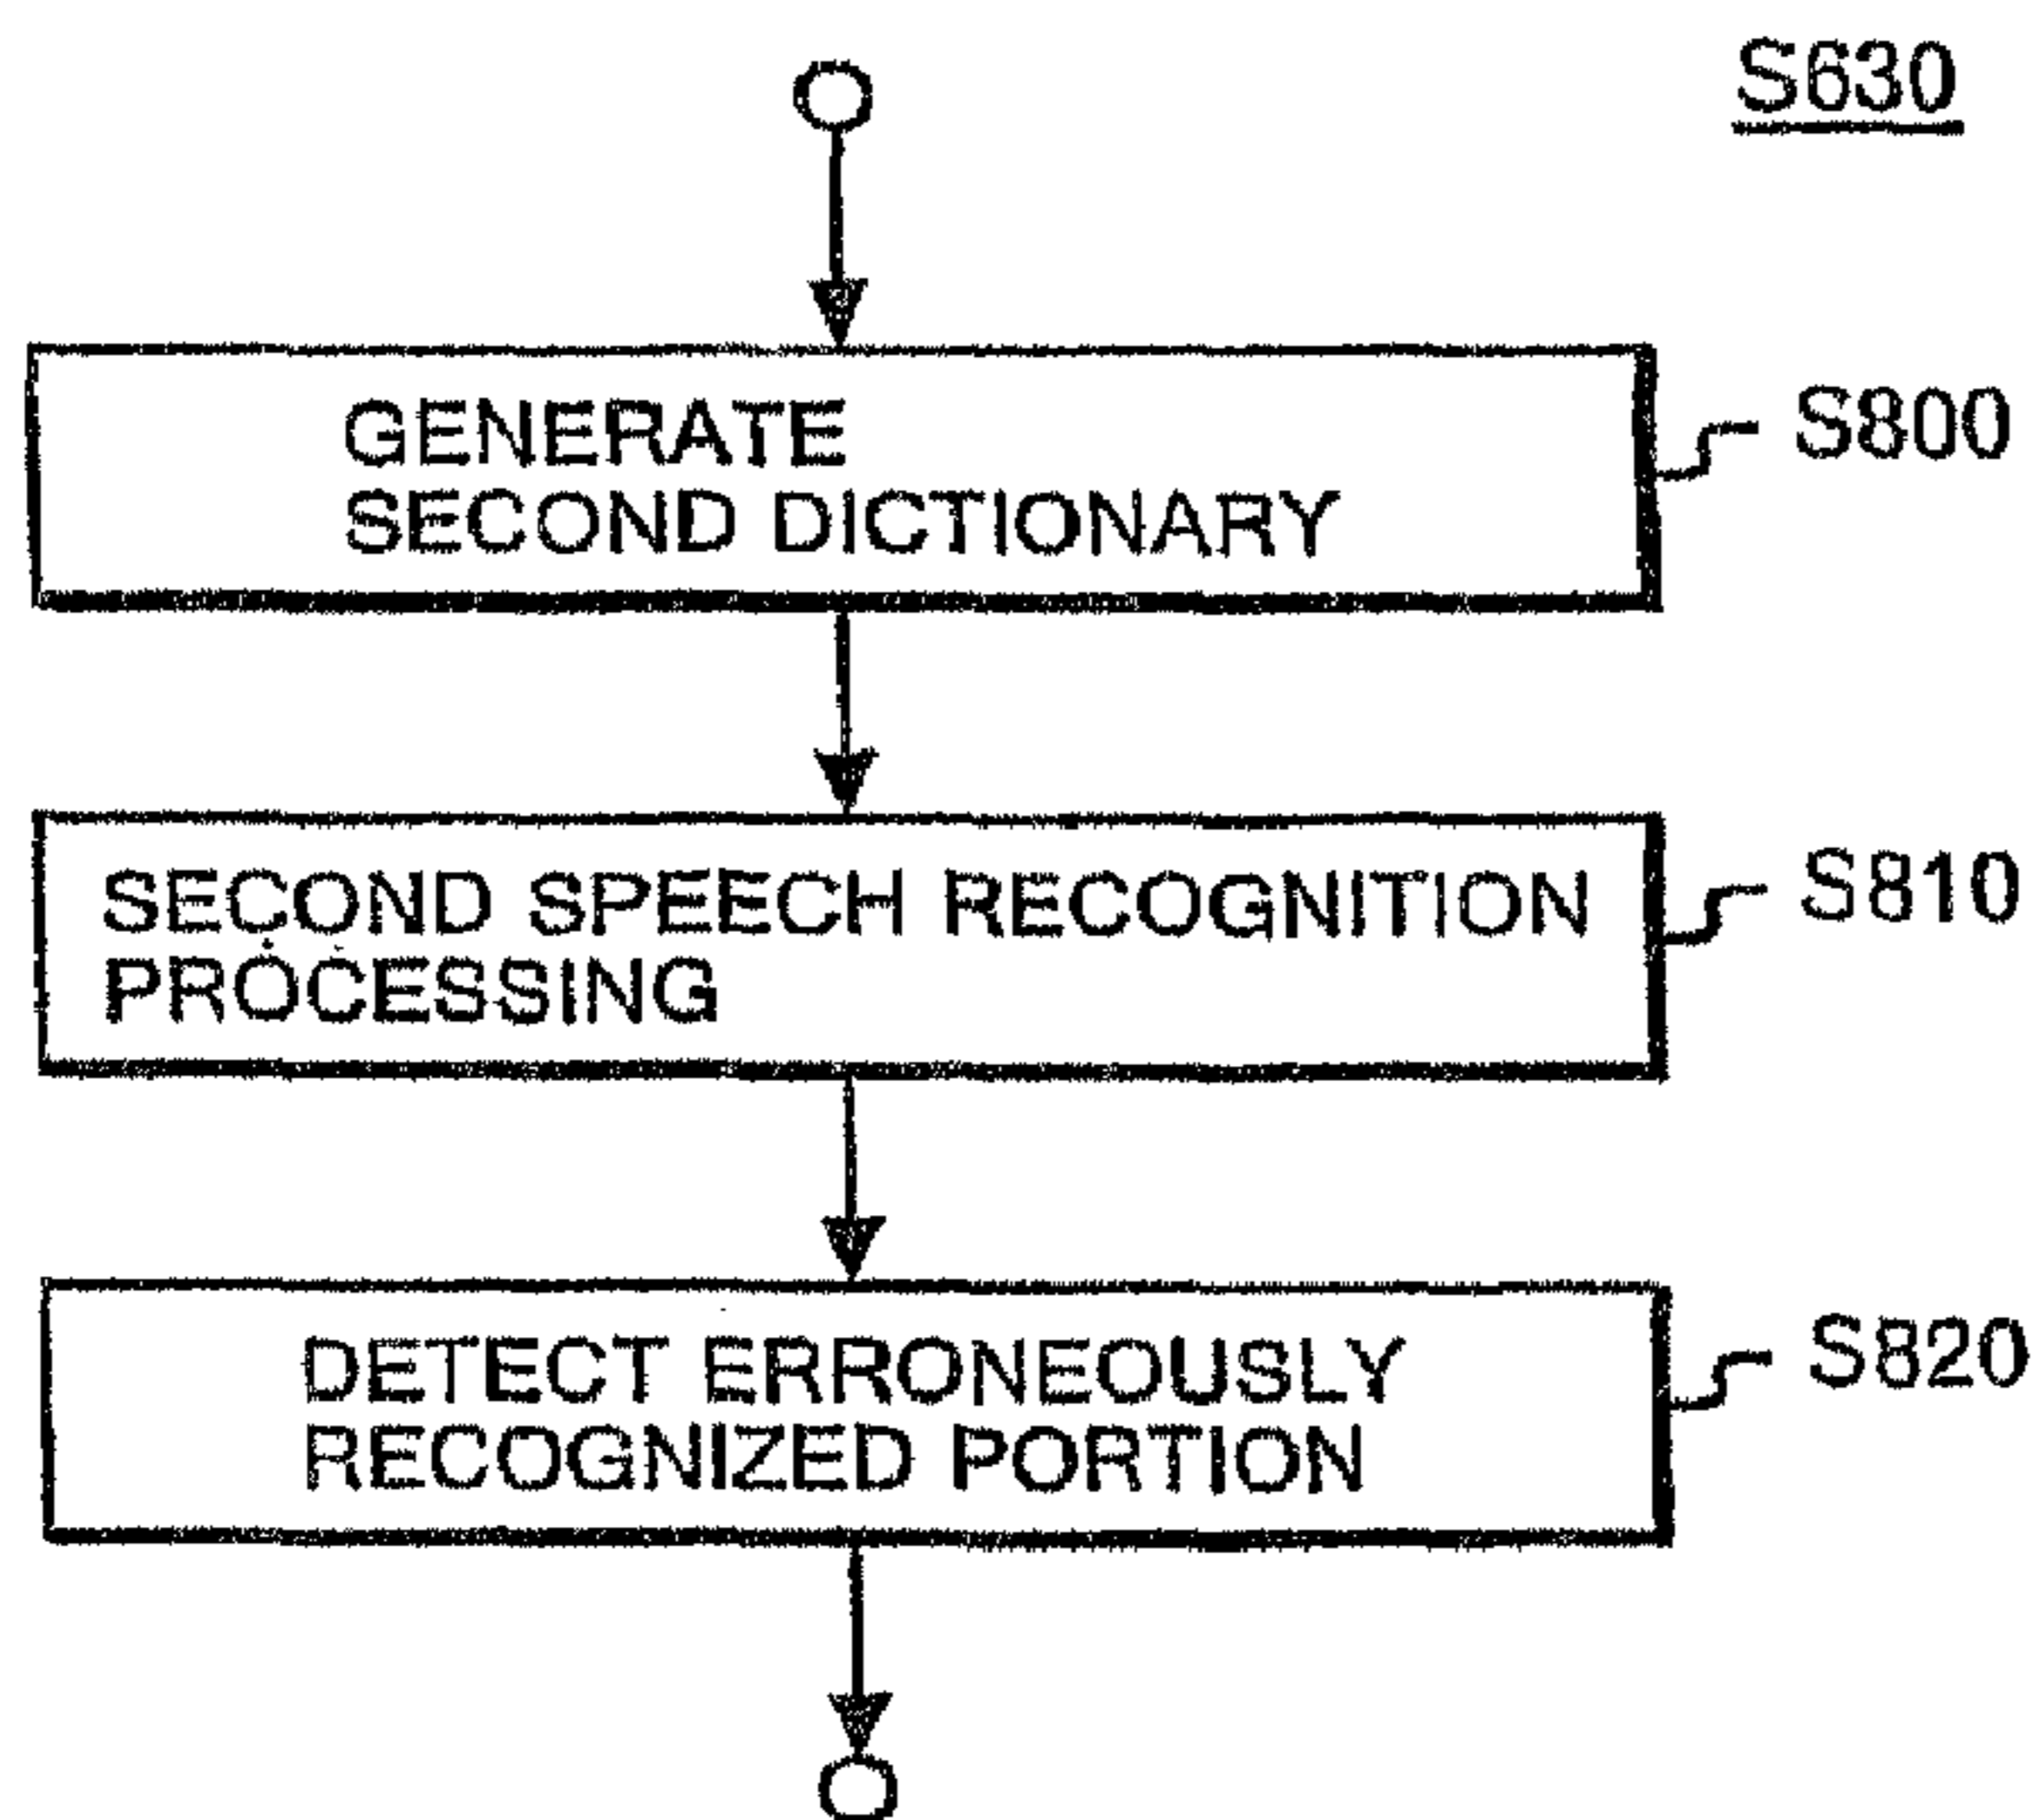 S630
GENERATE
SECOND DICTIONARY
S800
SECOND SPEECH RECOGNITION
PROCESSING
S810
DETECT ERRONEOUSLY
RECOGNIZED PORTION
S820